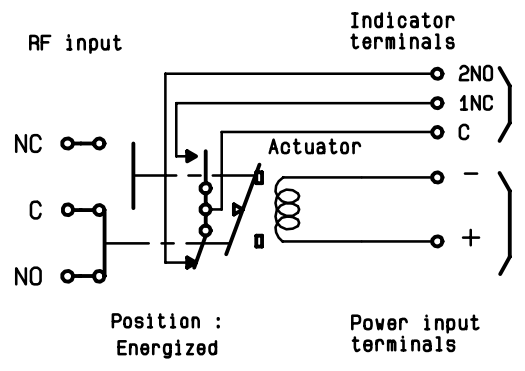 RF input
Indicator
terminals
2NO
1NC
C
NC
Actuator
−
C
+
NO
Position :
Energized
Power input
terminals